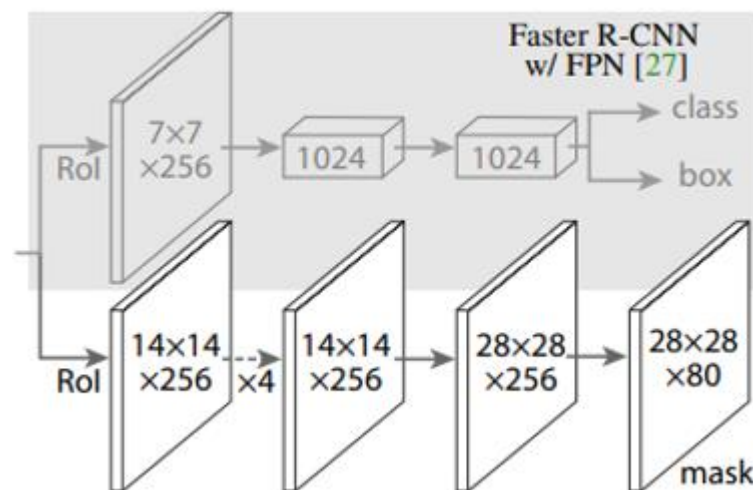 Faster R-CNN
w/ FPN [27]
RoI
7×7
×256
1024
1024
class
box
RoI
14×14
×256
×4
14×14
×256
28×28
×256
28×28
×80
mask